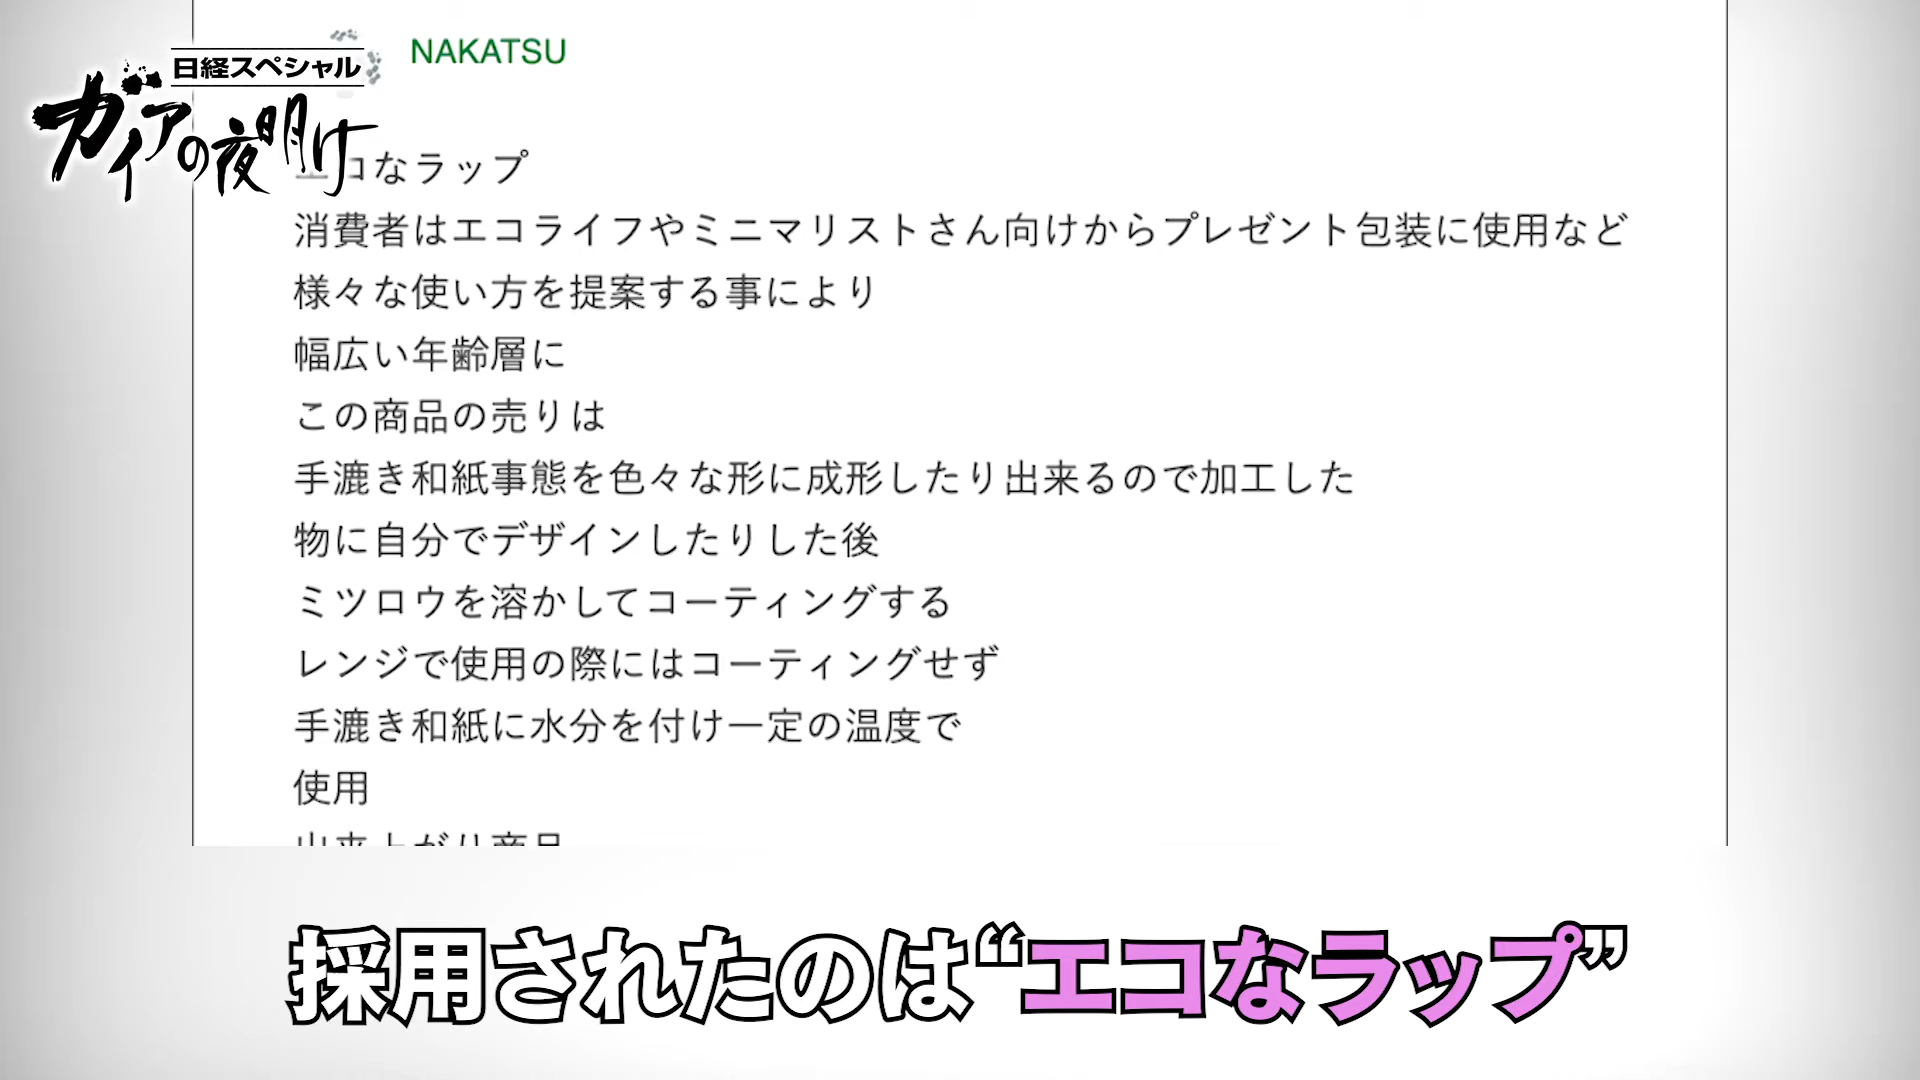 日経スペシャル
ガイアの夜明け
NAKATSU
エコなラップ
消費者はエコライフやミニマリストさん向けからプレゼント包装に使用など
様々な使い方を提案する事により
幅広い年齢層に
この商品の売りは
手漉き和紙事態を色々な形に成形したり出来るので加工した
物に自分でデザインしたりした後
ミツロウを溶かしてコーティングする
レンジで使用の際にはコーティングせず
手漉き和紙に水分を付け一定の温度で
使用
出来上がり商品
採用されたのは“エコなラップ”